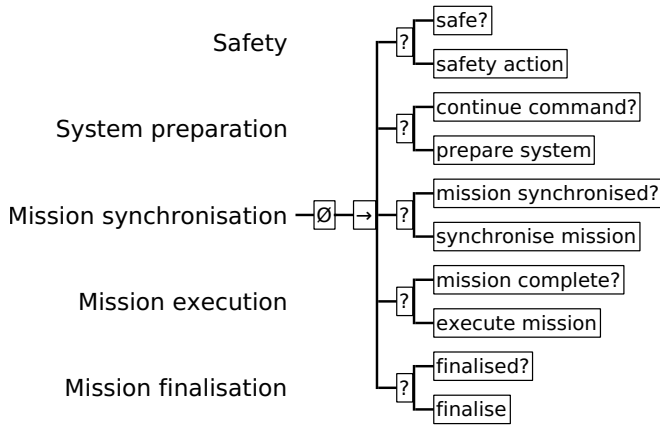 Safety
? safe?
safety action
System preparation
? continue command?
prepare system
Mission synchronisation
Ø → ? mission synchronised?
synchronise mission
Mission execution
? mission complete?
execute mission
Mission finalisation
? finalised?
finalise